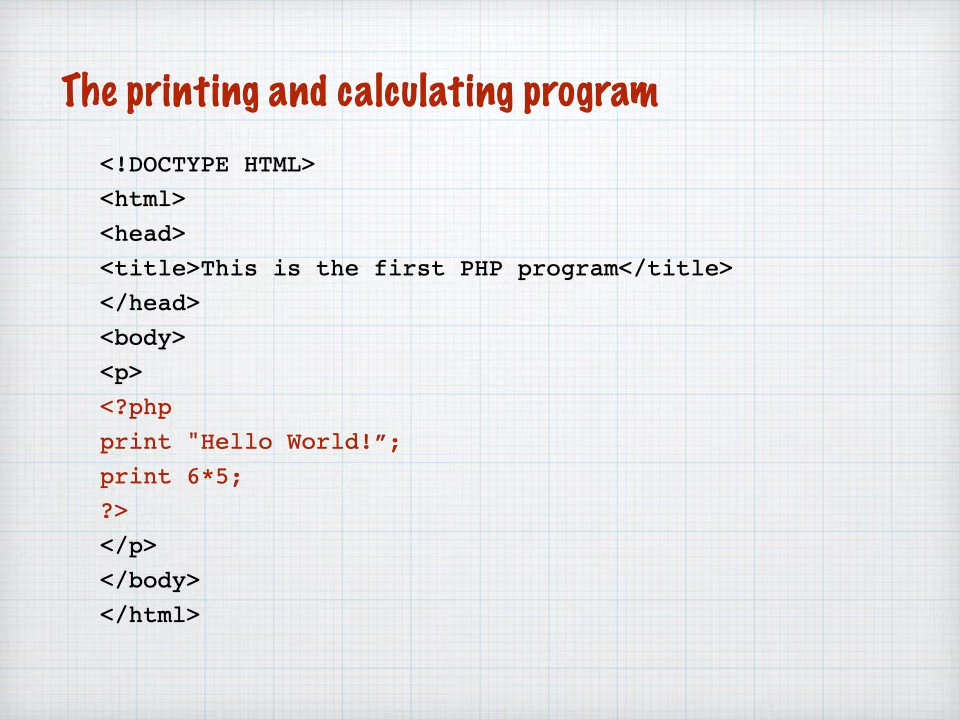 The printing and calculating program
<!DOCTYPE HTML>
<html>
<head>
<title>This is the first PHP program</title>
</head>
<body>
<p>
<?php
print "Hello World!”;
print 6*5;
?>
</p>
</body>
</html>